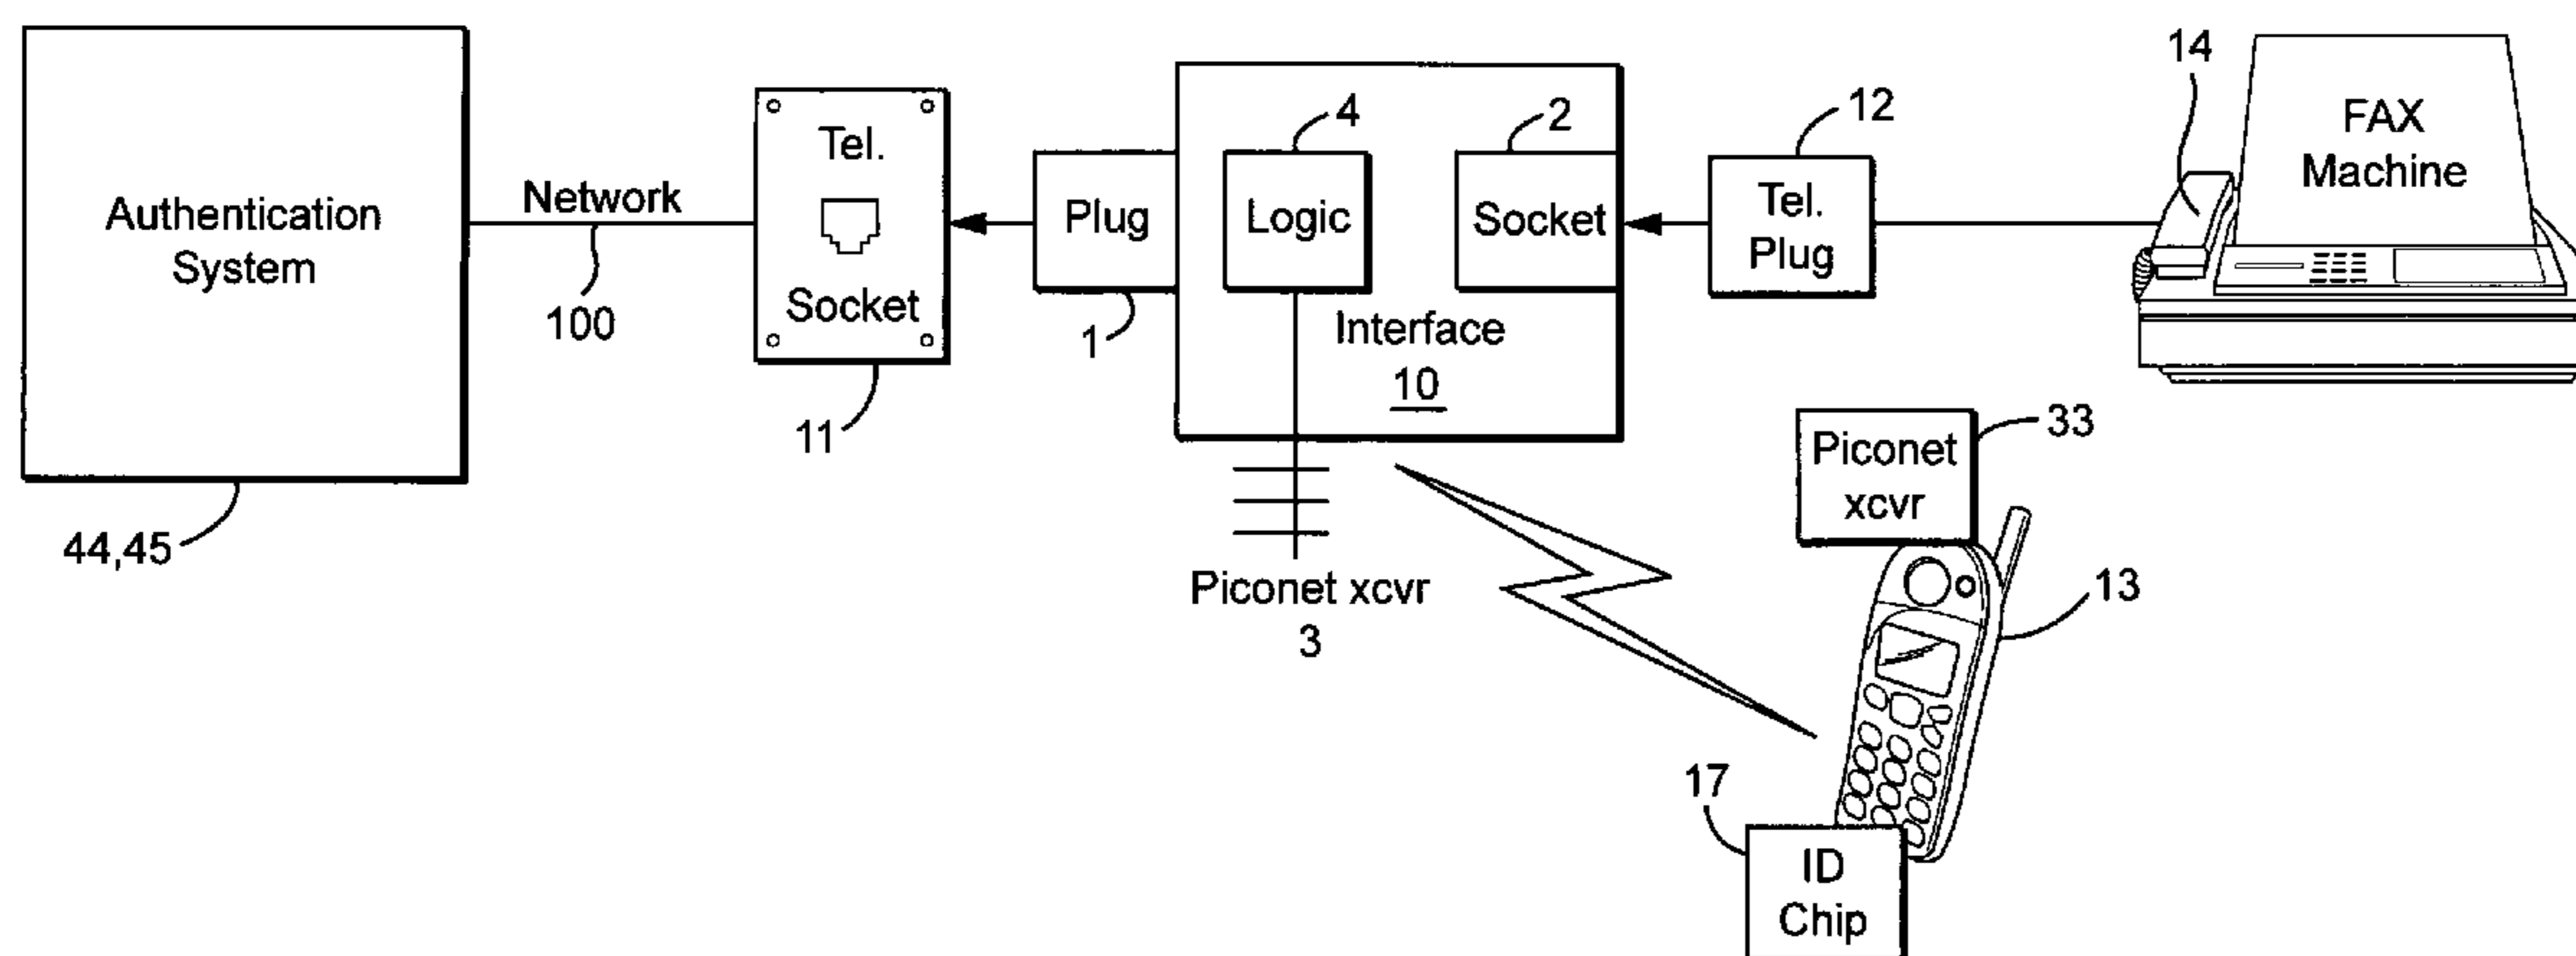 14
FAX
Machine
4
2
12
Tel.
Authentication
System
Network
Plug
Logic
Socket
Tel.
Plug
100
Socket
1
Interface
10
11
33
Piconet
xcvr
44,45
Piconet xcvr
3
13
17
ID
Chip